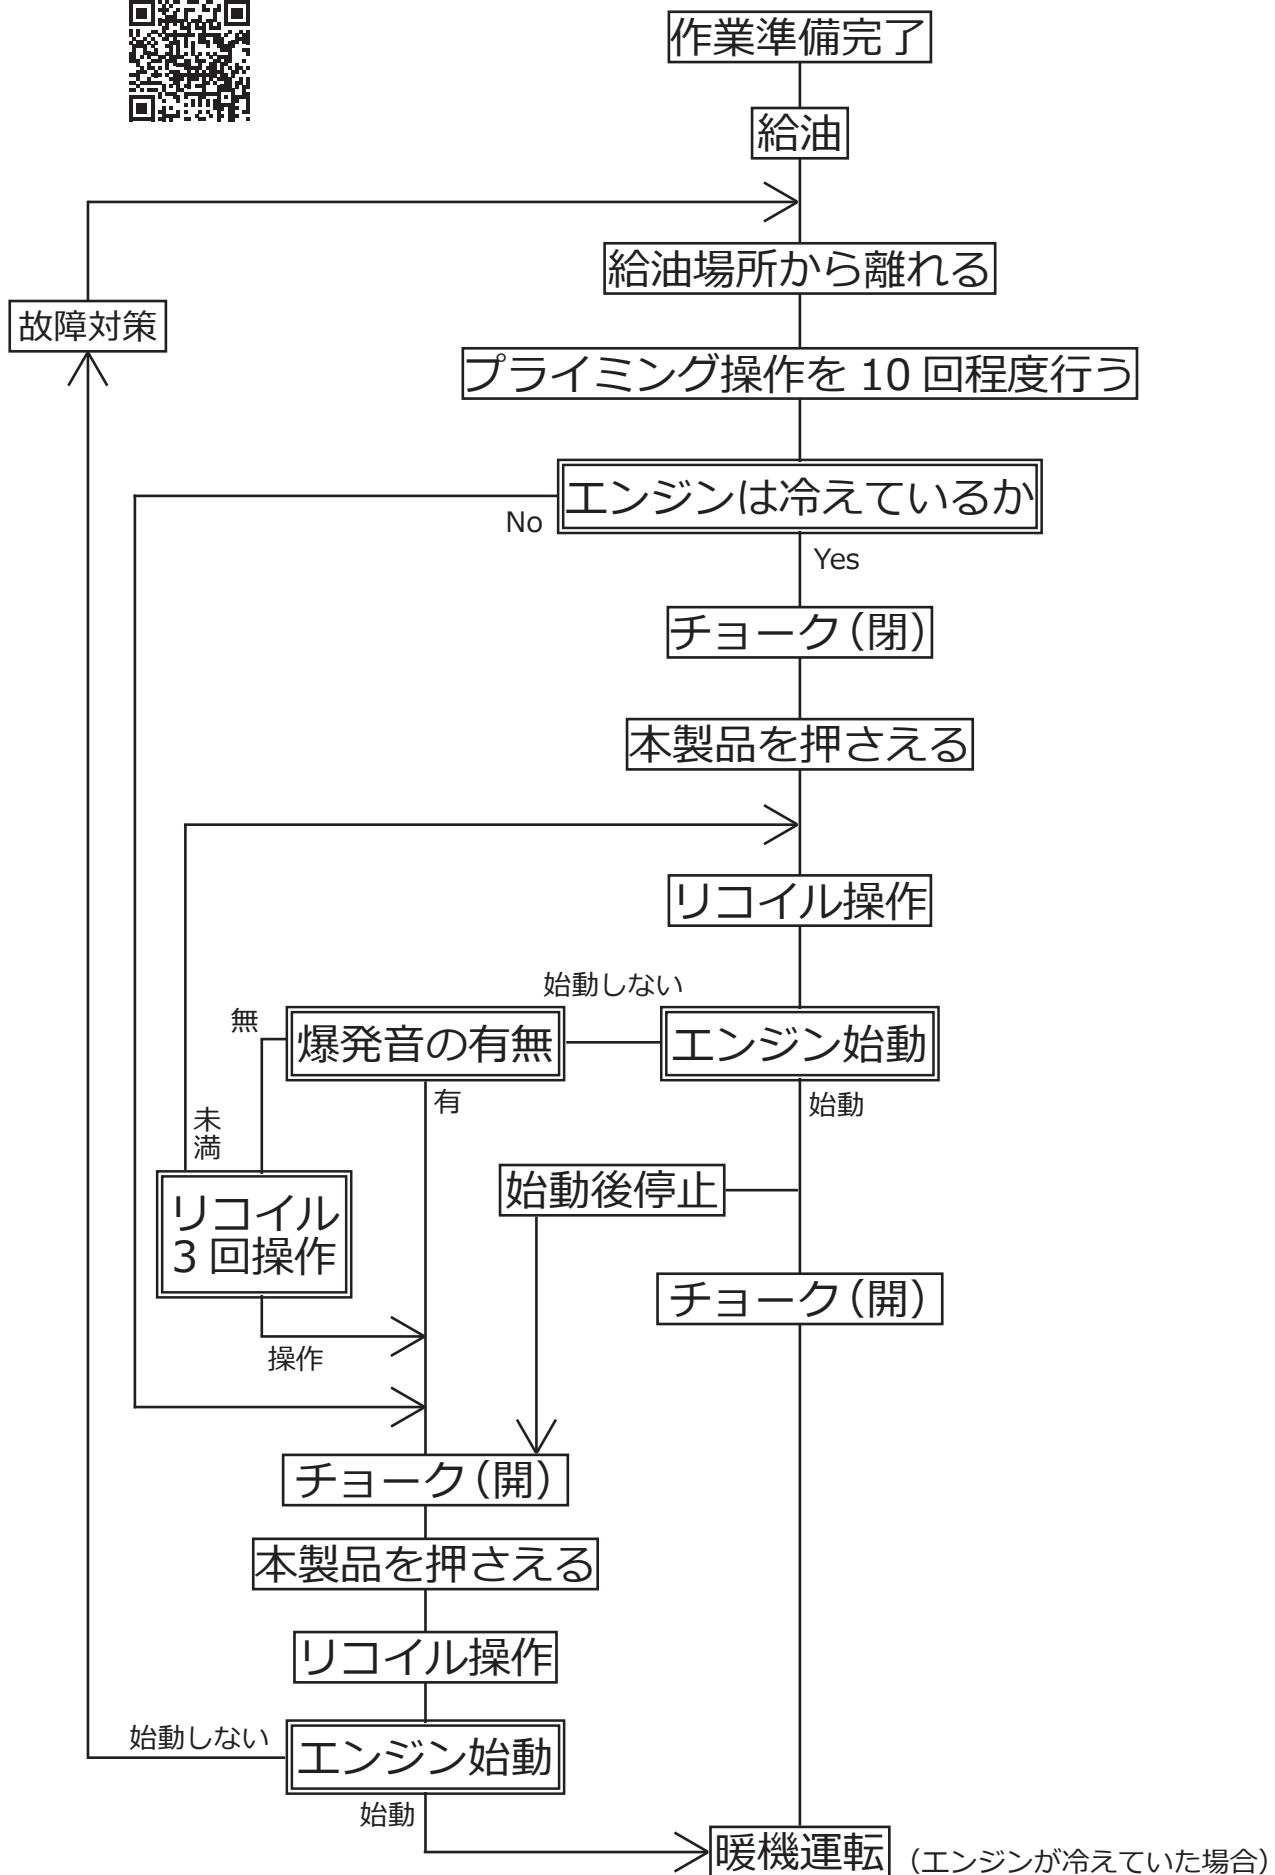 作業準備完了
給油
給油場所から離れる
故障対策
プライミング操作を 10 回程度行う
エンジンは冷えているか
No
Yes
チョーク（閉）
本製品を押さえる
リコイル操作
始動しない
無
爆発音の有無
エンジン始動
有
始動
未満
始動後停止
リコイル
3 回操作
チョーク（開）
操作
チョーク（開）
本製品を押さえる
リコイル操作
始動しない
エンジン始動
始動
暖機運転
（エンジンが冷えていた場合）